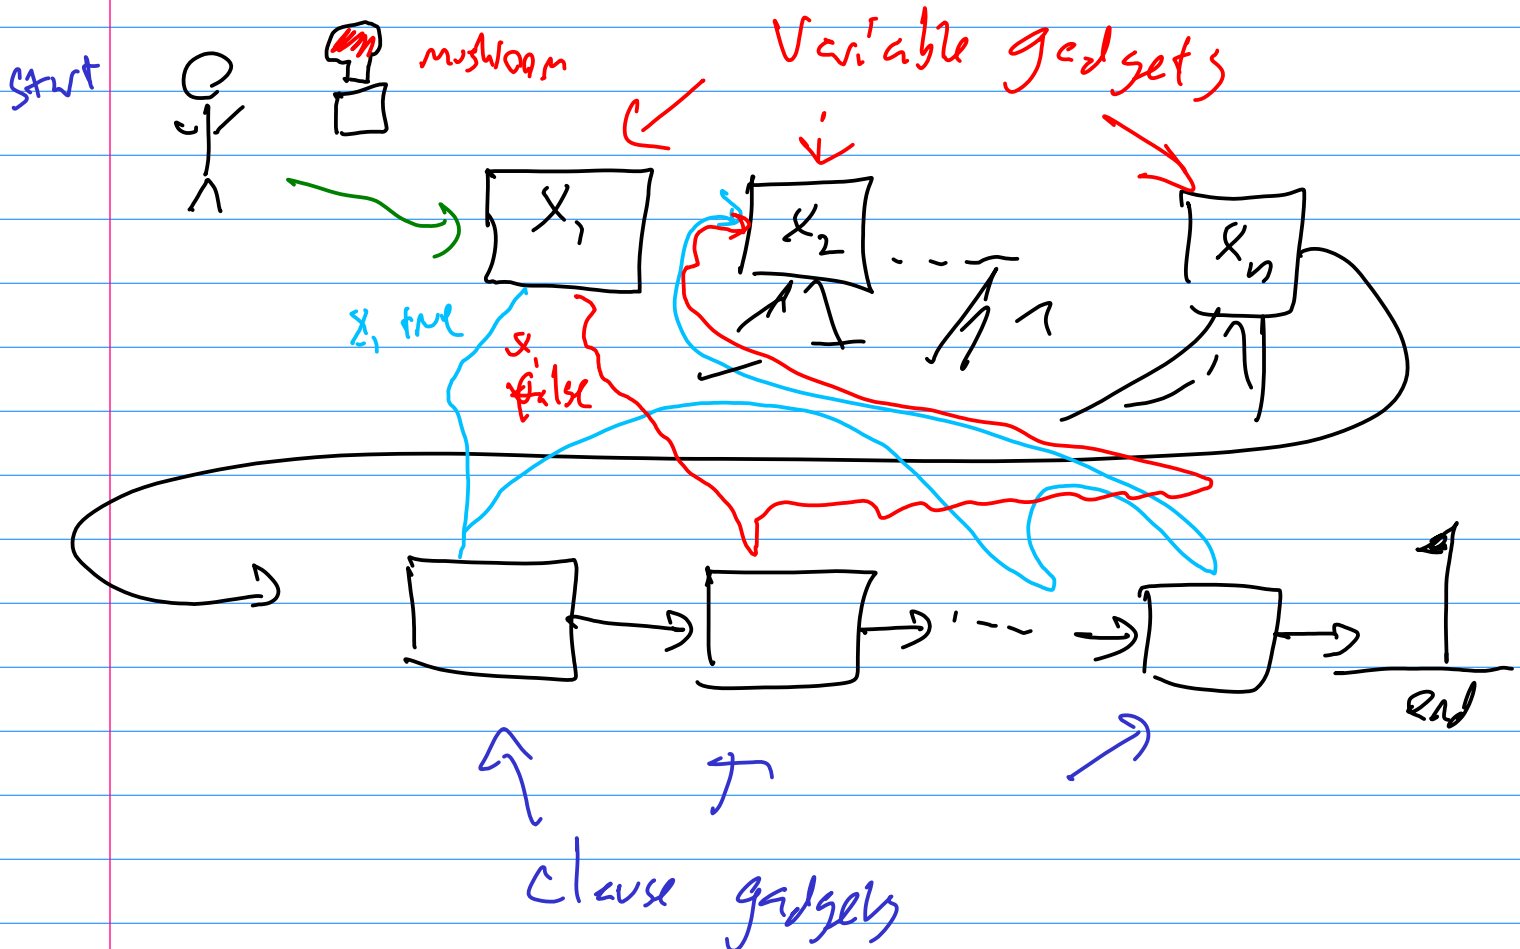 Variable gadgets
start
mushroom
X₁
X₂
Xn
x₁ true
x₁ false
end
Clause gadgets